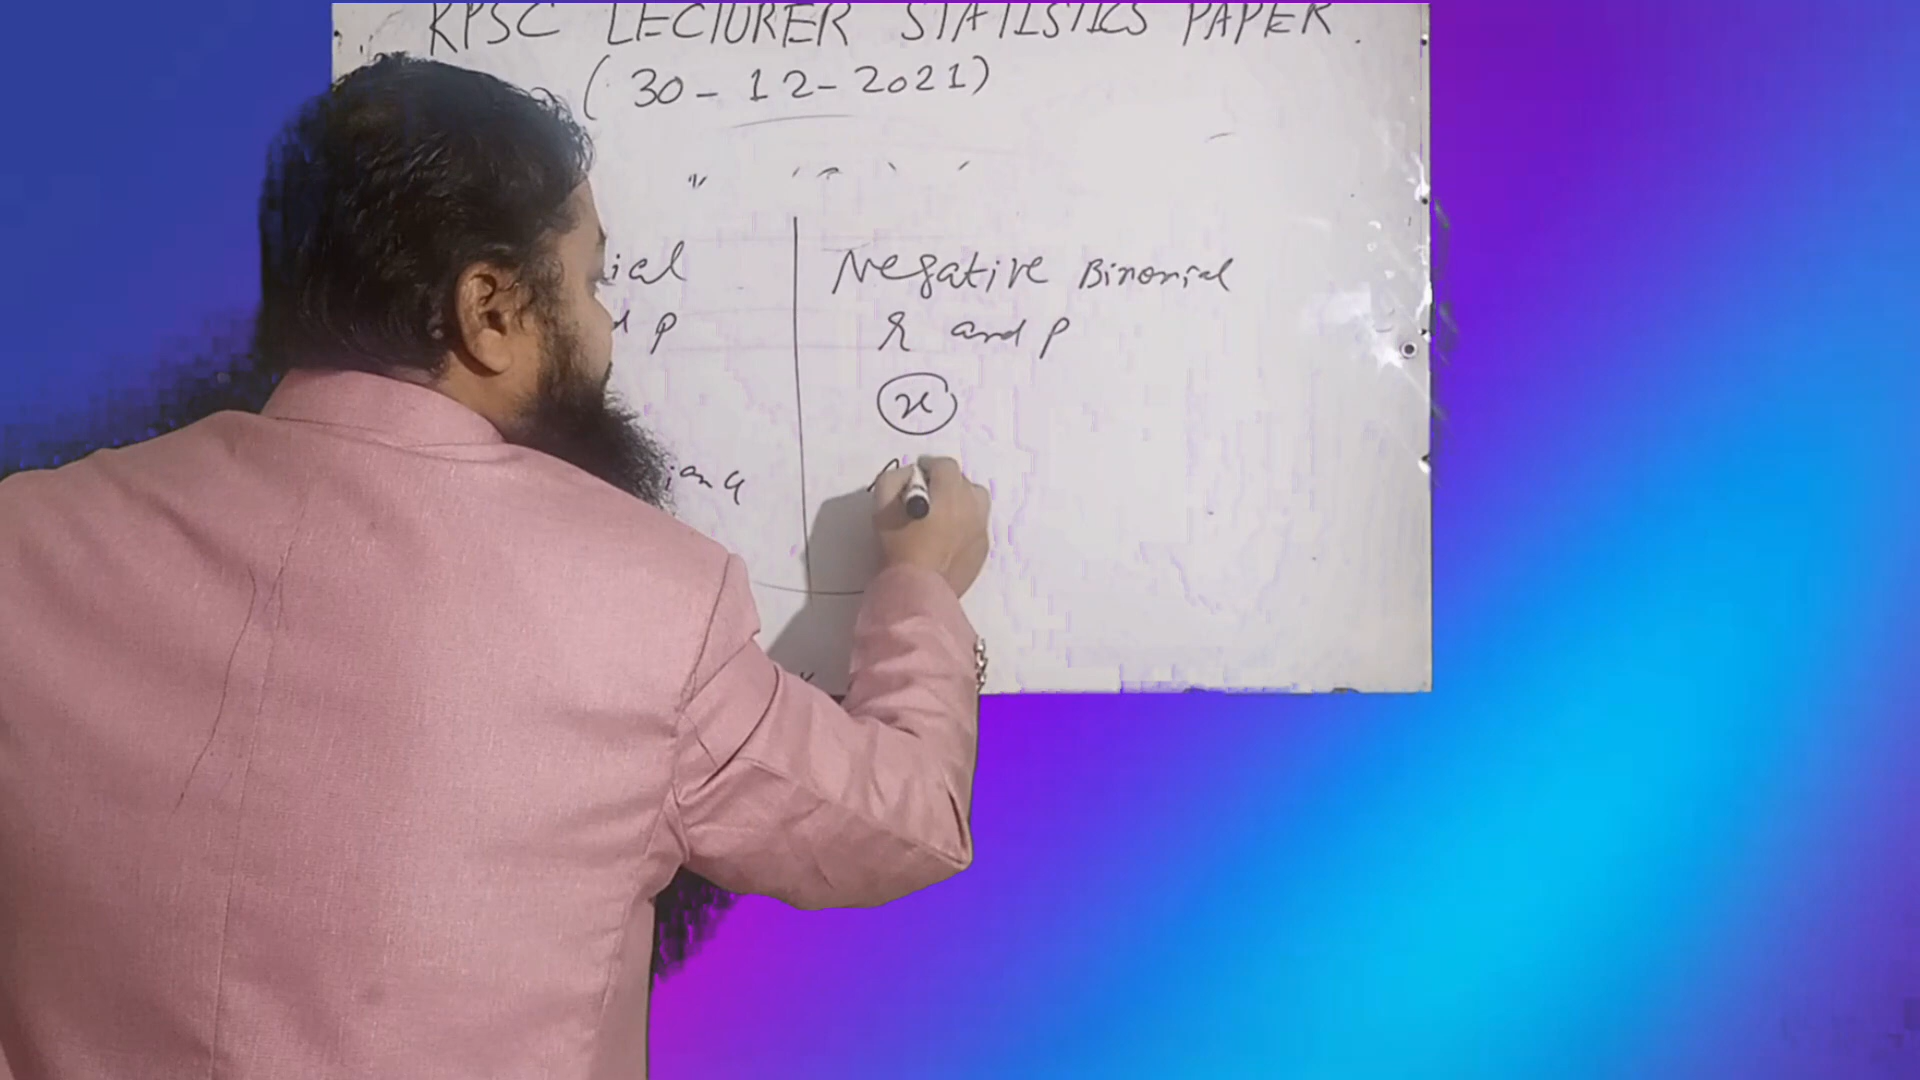 KPSC LECTURER STATISTICS PAPER.
(30-12-2021)
ial Negative Binomial
d p r and p
x